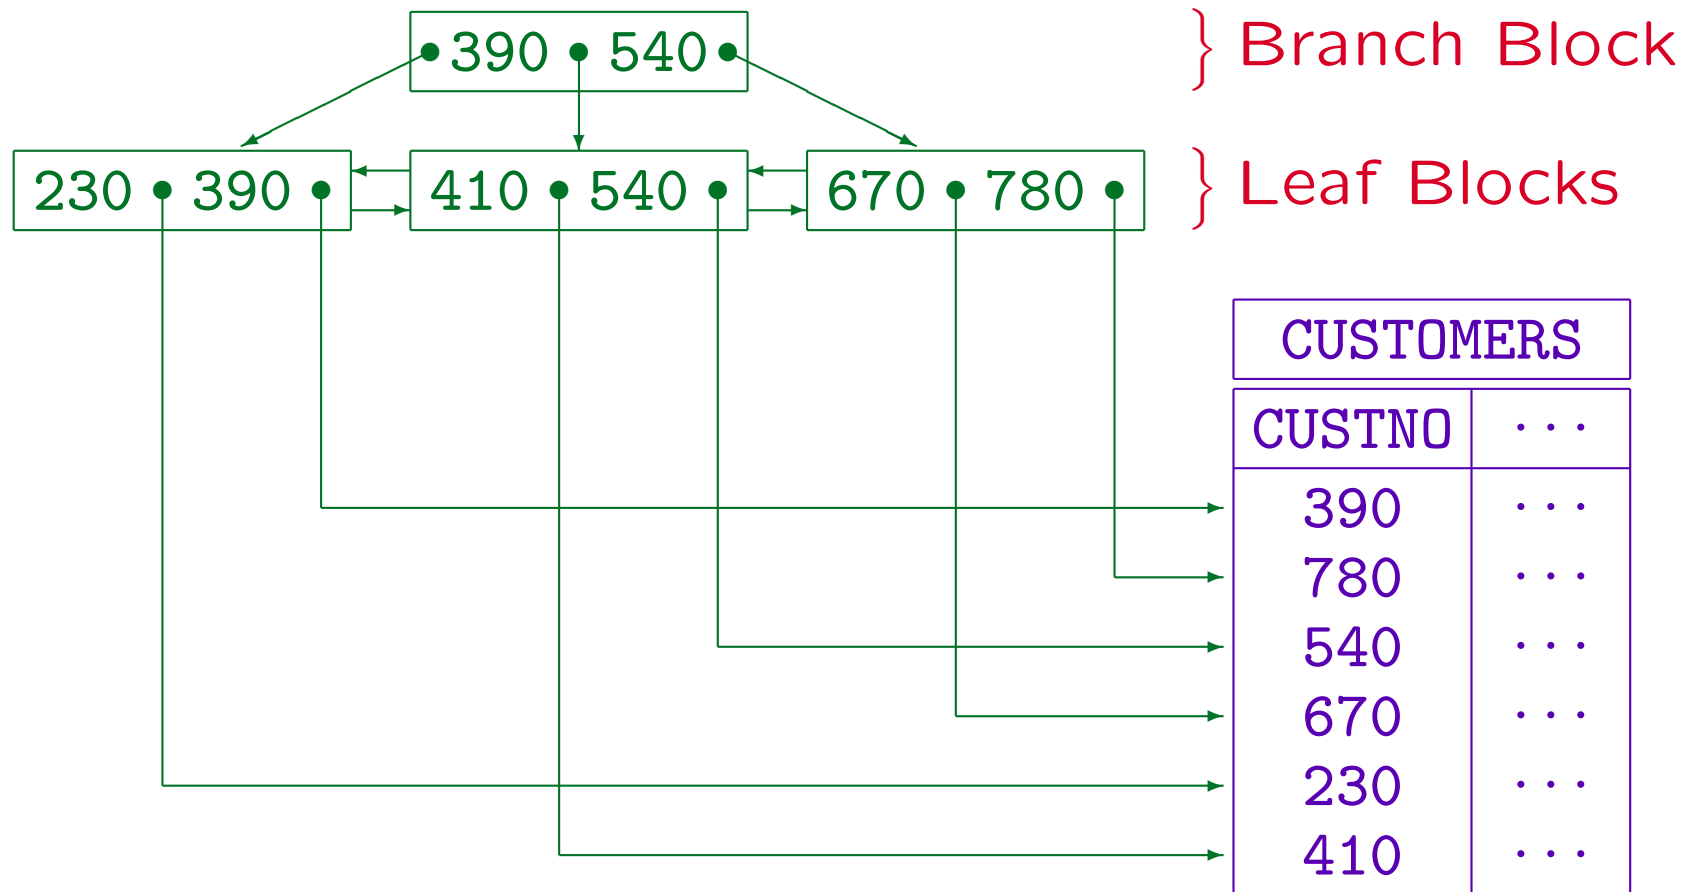 390 540 } Branch Block
230 390 410 540 670 780 } Leaf Blocks
CUSTOMERS
CUSTNO ···
390 ···
780 ···
540 ···
670 ···
230 ···
410 ···